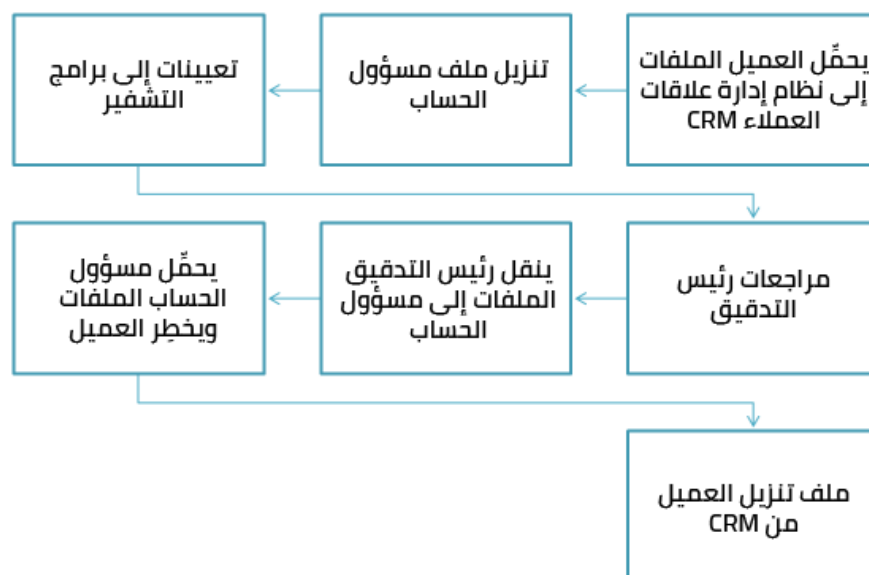 يحمِّل العميل الملفات
إلى نظام إدارة علاقات
العملاء CRM
تنزيل ملف مسؤول
الحساب
تعيينات إلى برامج
التشفير
مراجعات رئيس
التدقيق
ينقل رئيس التدقيق
الملفات إلى مسؤول
الحساب
يحمِّل مسؤول
الحساب الملفات
ويخطِر العميل
ملف تنزيل العميل
من CRM